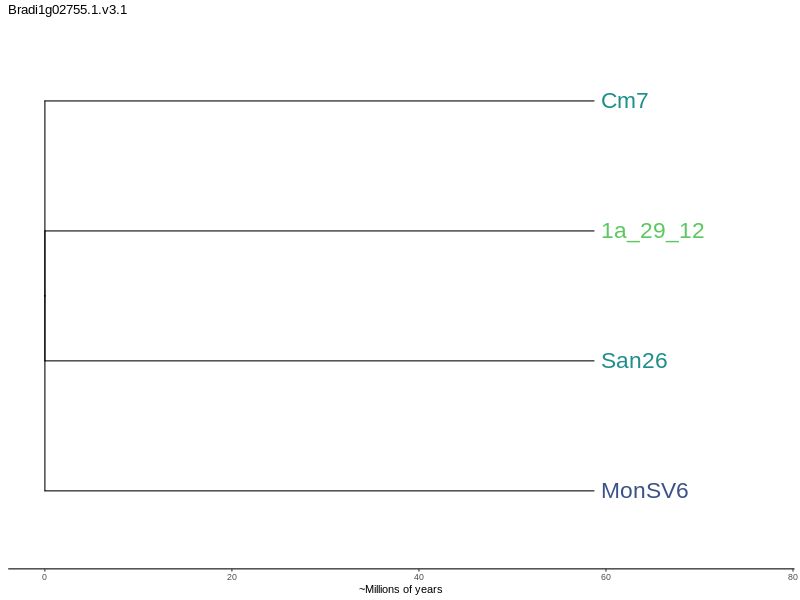 Bradi1g02755.1.v3.1
Cm7
1a_29_12
San26
MonSV6
0 20 40 60 80
~Millions of years